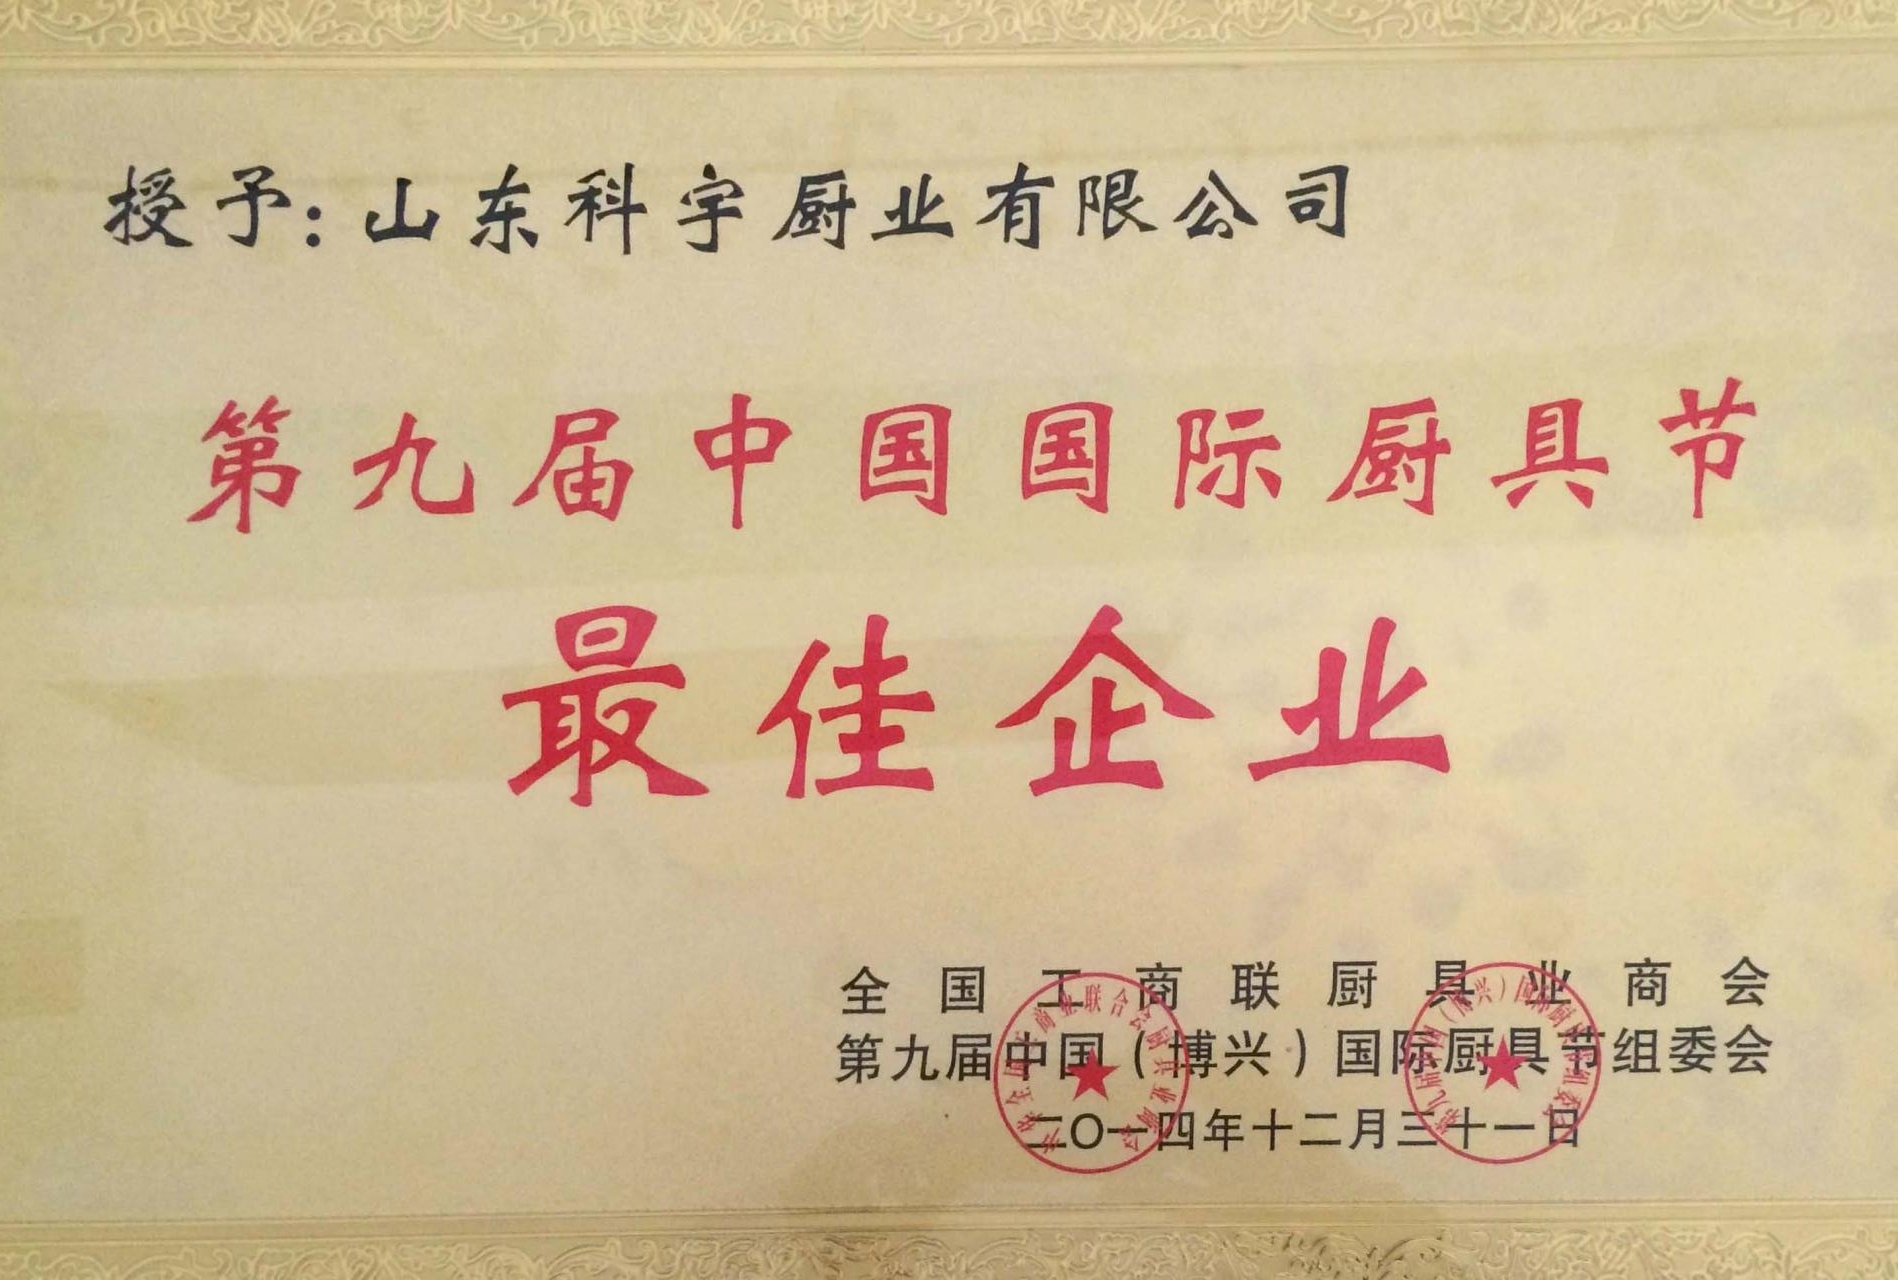 授予：山东科宇厨业有限公司
第九届中国国际厨具节
最佳企业
全国工商联厨具业商会
第九届中国（博兴）国际厨具节组委会
二〇一四年十二月三十一日